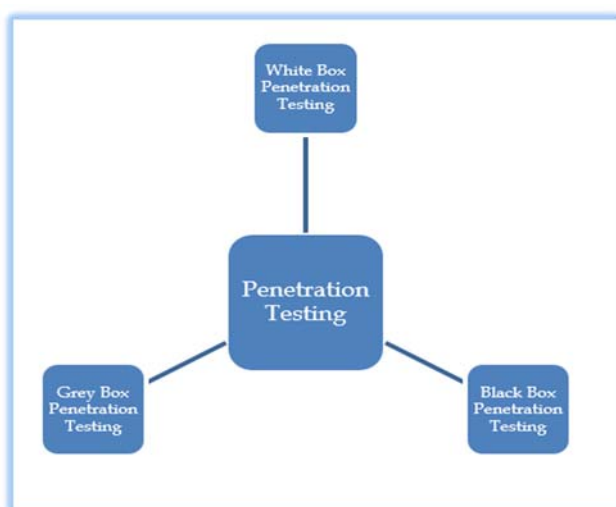 White Box
Penetration
Testing
Penetration
Testing
Grey Box
Penetration
Testing
Black Box
Penetration
Testing